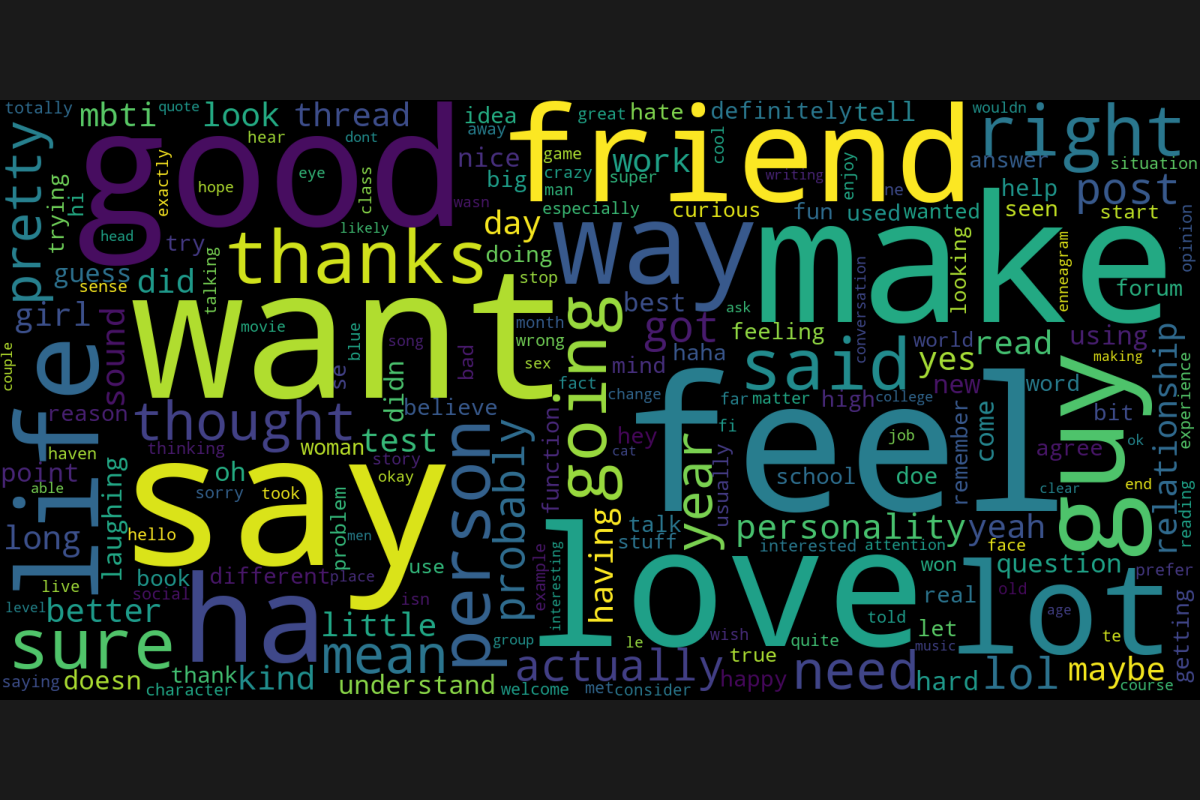 totally
quote
mbti
look
thread
idea
great
hate
definitely
tell
wouldn
right
away
friend
good
hear
dont
cool
pretty
exactly
nice
game
work
answer
situation
crazy
super
writing
enjoy
ne
big
man
hope
eye
class
wasn
help
post
trying
hi
especially
curious
fun
used
wanted
seen
start
head
likely
day
way
make
try
thanks
doing
looking
enneagram
opinion
guess
did
talking
stop
conversation
forum
sense
want
best
ask
girl
sound
movie
blue
song
month
going
got
feeling
world
read
using
relationship
wrong
haha
said
yes
making
couple
life
se
bad
sex
mind
new
word
experience
fact
change
far
matter
high
college
guy
reason
thought
didn
believe
function
feel
fi
bit
hey
remember
come
ok
thinking
woman
test
probably
cat
year
usually
job
agree
haven
point
story
okay
school
doe
able
laughing
oh
say
person
clear
end
sorry
took
problem
long
hello
men
having
talk
stuff
personality
yeah
reading
interested
attention
face
live
book
different
place
use
example
interesting
love
won
lot
question
prefer
social
ha
isn
real
old
level
better
little
told
age
sure
group
le
wish
quite
let
music
te
getting
mean
actually
true
need
hard
lol
maybe
saying
doesn
thank
kind
happy
character
understand
welcome
met
consider
course